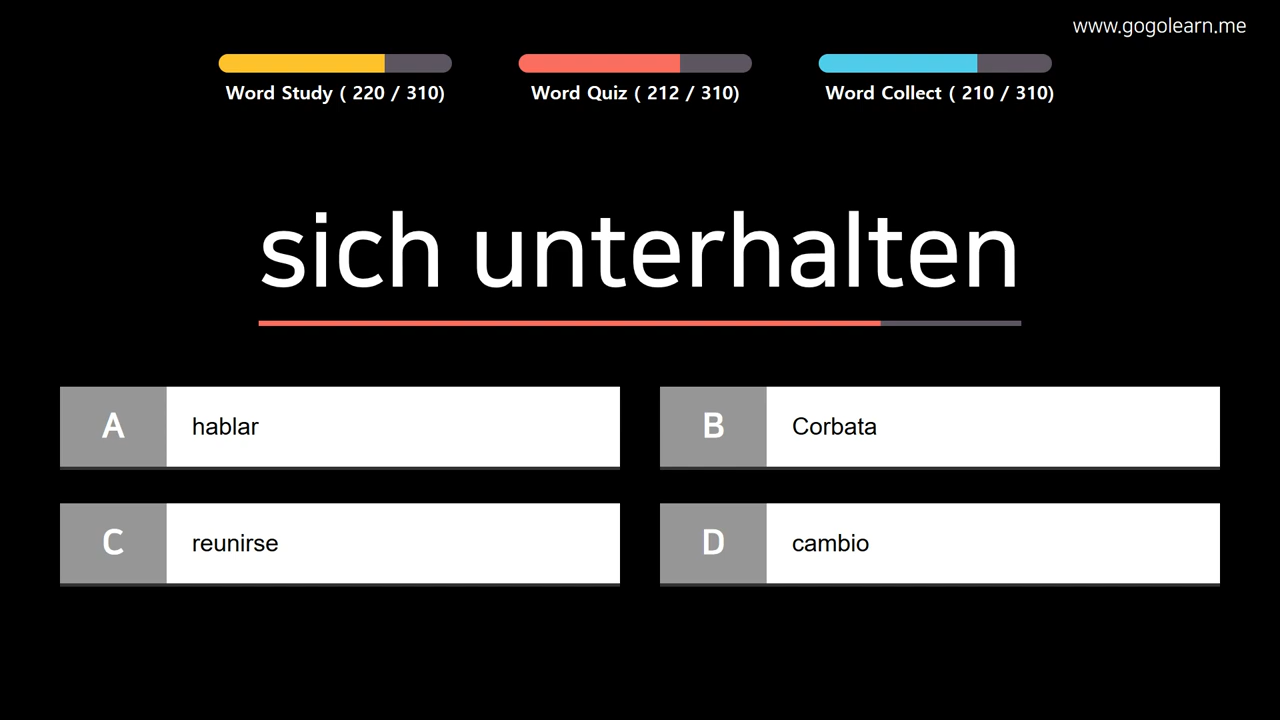 www.gogolearn.me
Word Study ( 220 / 310)
Word Quiz ( 212 / 310)
Word Collect ( 210 / 310)
sich unterhalten
A
hablar
B
Corbata
C
reunirse
D
cambio